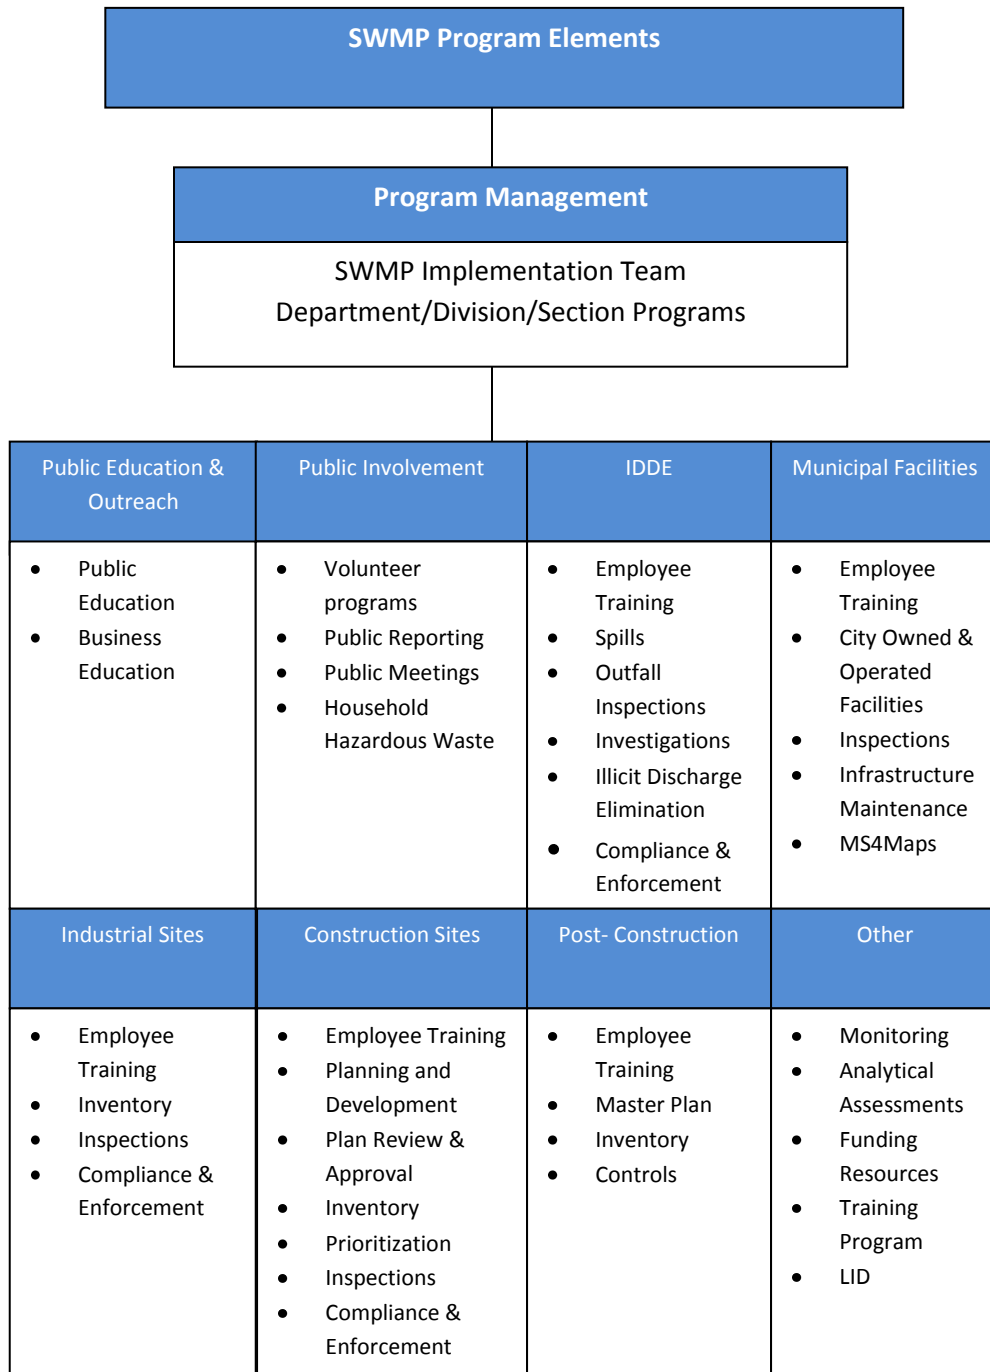 SWMP Program Elements
Program Management
SWMP Implementation Team
Department/Division/Section Programs
Public Education &
Outreach
• Public
Education
• Business
Education
Public Involvement
• Volunteer
programs
• Public Reporting
• Public Meetings
• Household
Hazardous Waste
IDDE
• Employee
Training
• Spills
• Outfall
Inspections
• Investigations
• Illicit Discharge
Elimination
• Compliance &
Enforcement
Municipal Facilities
• Employee
Training
• City Owned &
Operated
Facilities
• Inspections
• Infrastructure
Maintenance
• MS4Maps
Industrial Sites
• Employee
Training
• Inventory
• Inspections
• Compliance &
Enforcement
Construction Sites
• Employee Training
• Planning and
Development
• Plan Review &
Approval
• Inventory
• Prioritization
• Inspections
• Compliance &
Enforcement
Post- Construction
• Employee
Training
• Master Plan
• Inventory
• Controls
Other
• Monitoring
• Analytical
Assessments
• Funding
Resources
• Training
Program
• LID